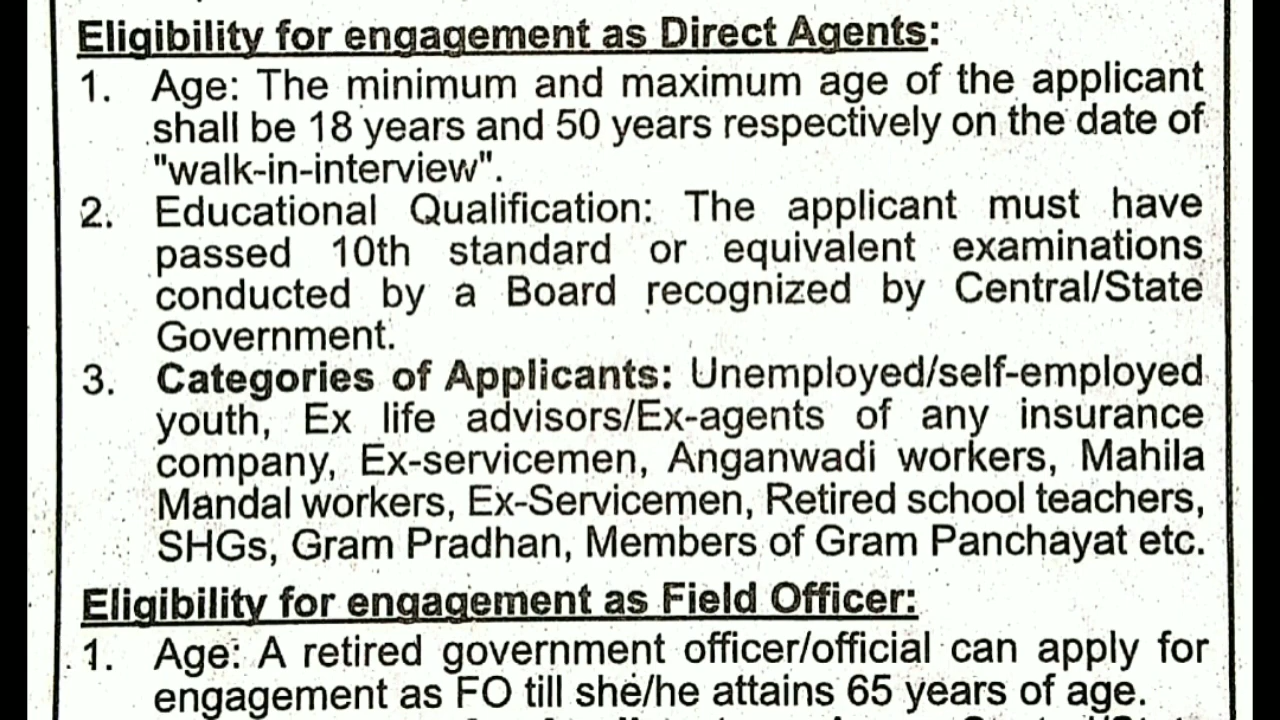 Eligibility for engagement as Direct Agents:
1. Age: The minimum and maximum age of the applicant
shall be 18 years and 50 years respectively on the date of
"walk-in-interview".
2. Educational Qualification: The applicant must have
passed 10th standard or equivalent examinations
conducted by a Board recognized by Central/State
Government.
3. Categories of Applicants: Unemployed/self-employed
youth, Ex life advisors/Ex-agents of any insurance
company, Ex-servicemen, Anganwadi workers, Mahila
Mandal workers, Ex-Servicemen, Retired school teachers,
SHGs, Gram Pradhan, Members of Gram Panchayat etc.
Eligibility for engagement as Field Officer:
1. Age: A retired government officer/official can apply for
engagement as FO till she/he attains 65 years of age.